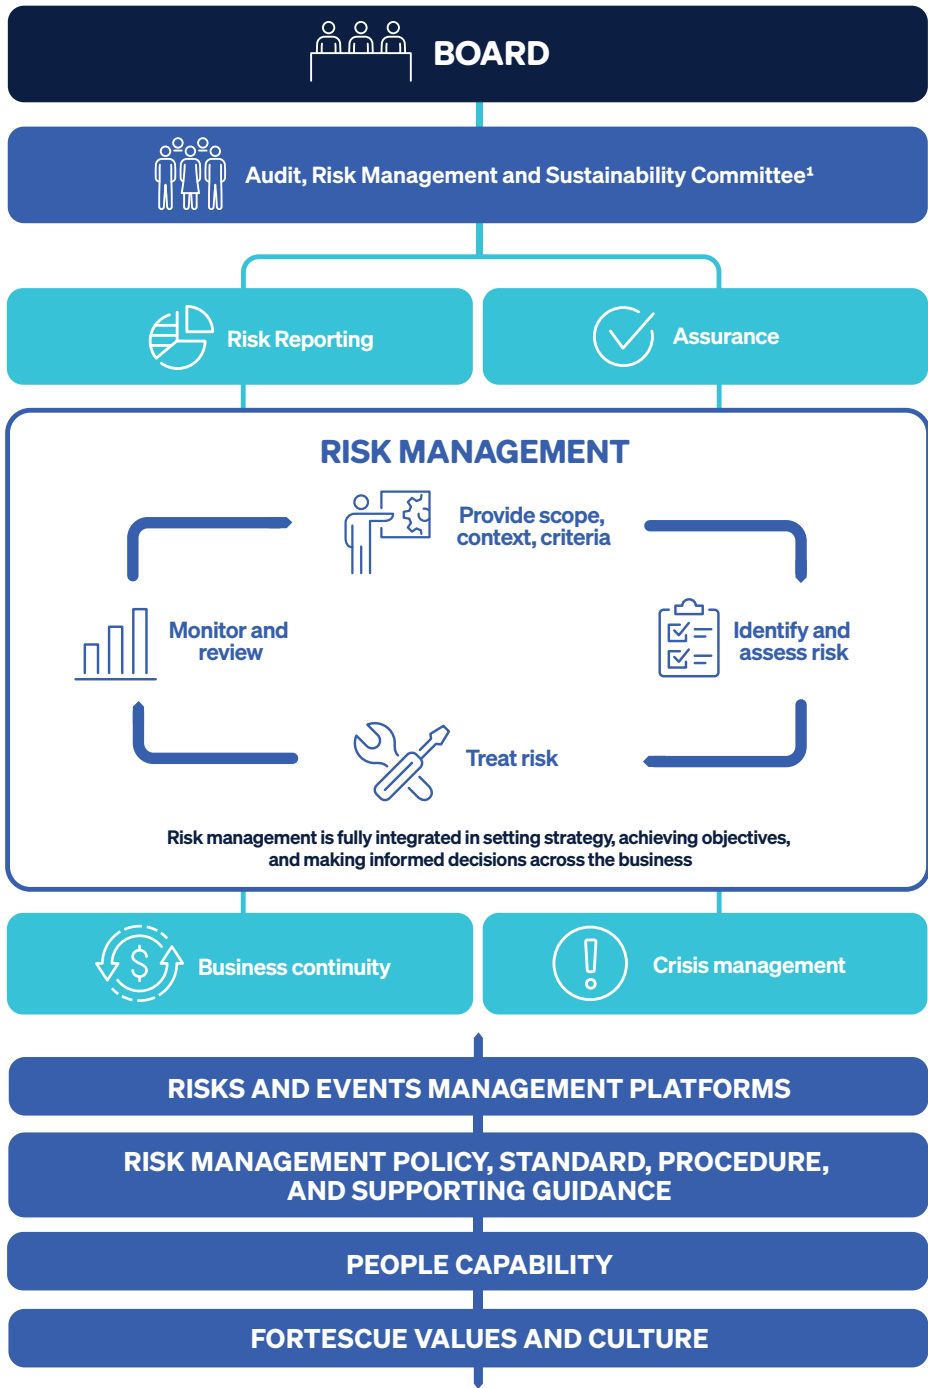 BOARD
Audit, Risk Management and Sustainability Committee¹
Risk Reporting
Assurance
RISK MANAGEMENT
Provide scope,
context, criteria
Monitor and
review
Identify and
assess risk
Treat risk
Risk management is fully integrated in setting strategy, achieving objectives,
and making informed decisions across the business
$
Business continuity
Crisis management
RISKS AND EVENTS MANAGEMENT PLATFORMS
RISK MANAGEMENT POLICY, STANDARD, PROCEDURE,
AND SUPPORTING GUIDANCE
PEOPLE CAPABILITY
FORTESCUE VALUES AND CULTURE